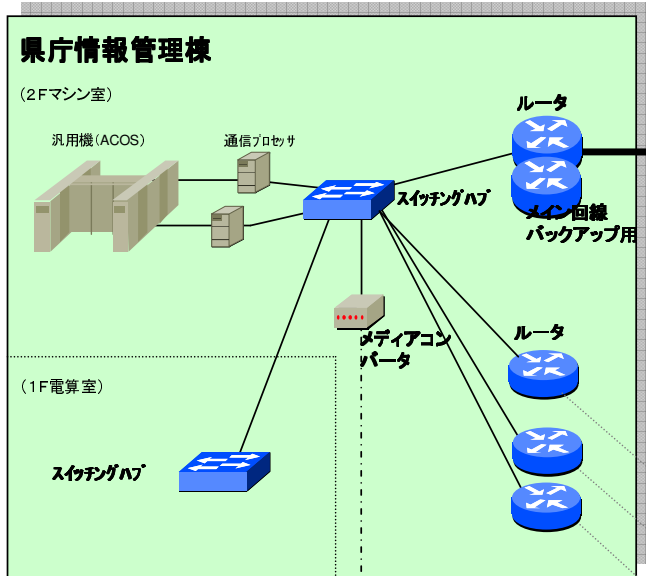 県庁情報管理棟
(2Fマシン室)
汎用機(ACOS)
通信プロセッサ
ルータ
スイッチングハブ
メイン回線
バックアップ用
メディアコン
バータ
ルータ
(1F電算室)
スイッチングハブ